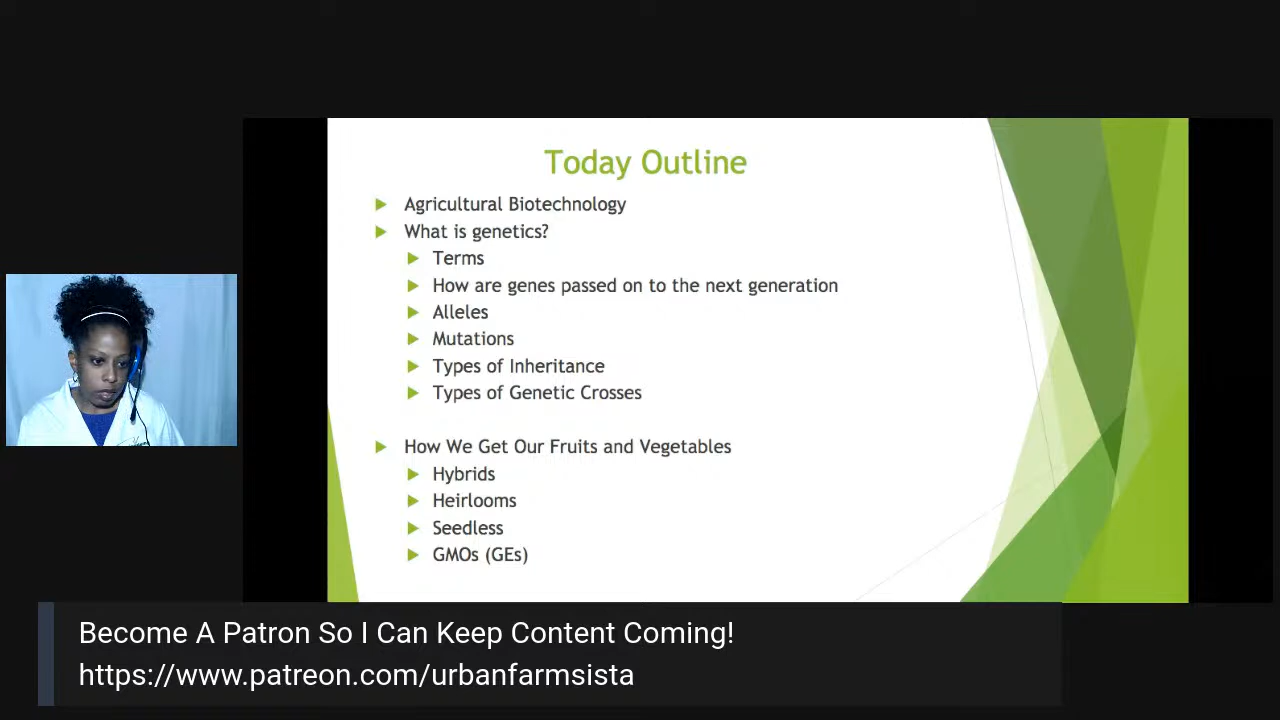 Today Outline
Agricultural Biotechnology
What is genetics?
Terms
How are genes passed on to the next generation
Alleles
Mutations
Types of Inheritance
Types of Genetic Crosses
How We Get Our Fruits and Vegetables
Hybrids
Heirlooms
Seedless
GMOs (GEs)
Become A Patron So I Can Keep Content Coming!
https://www.patreon.com/urbanfarmsista